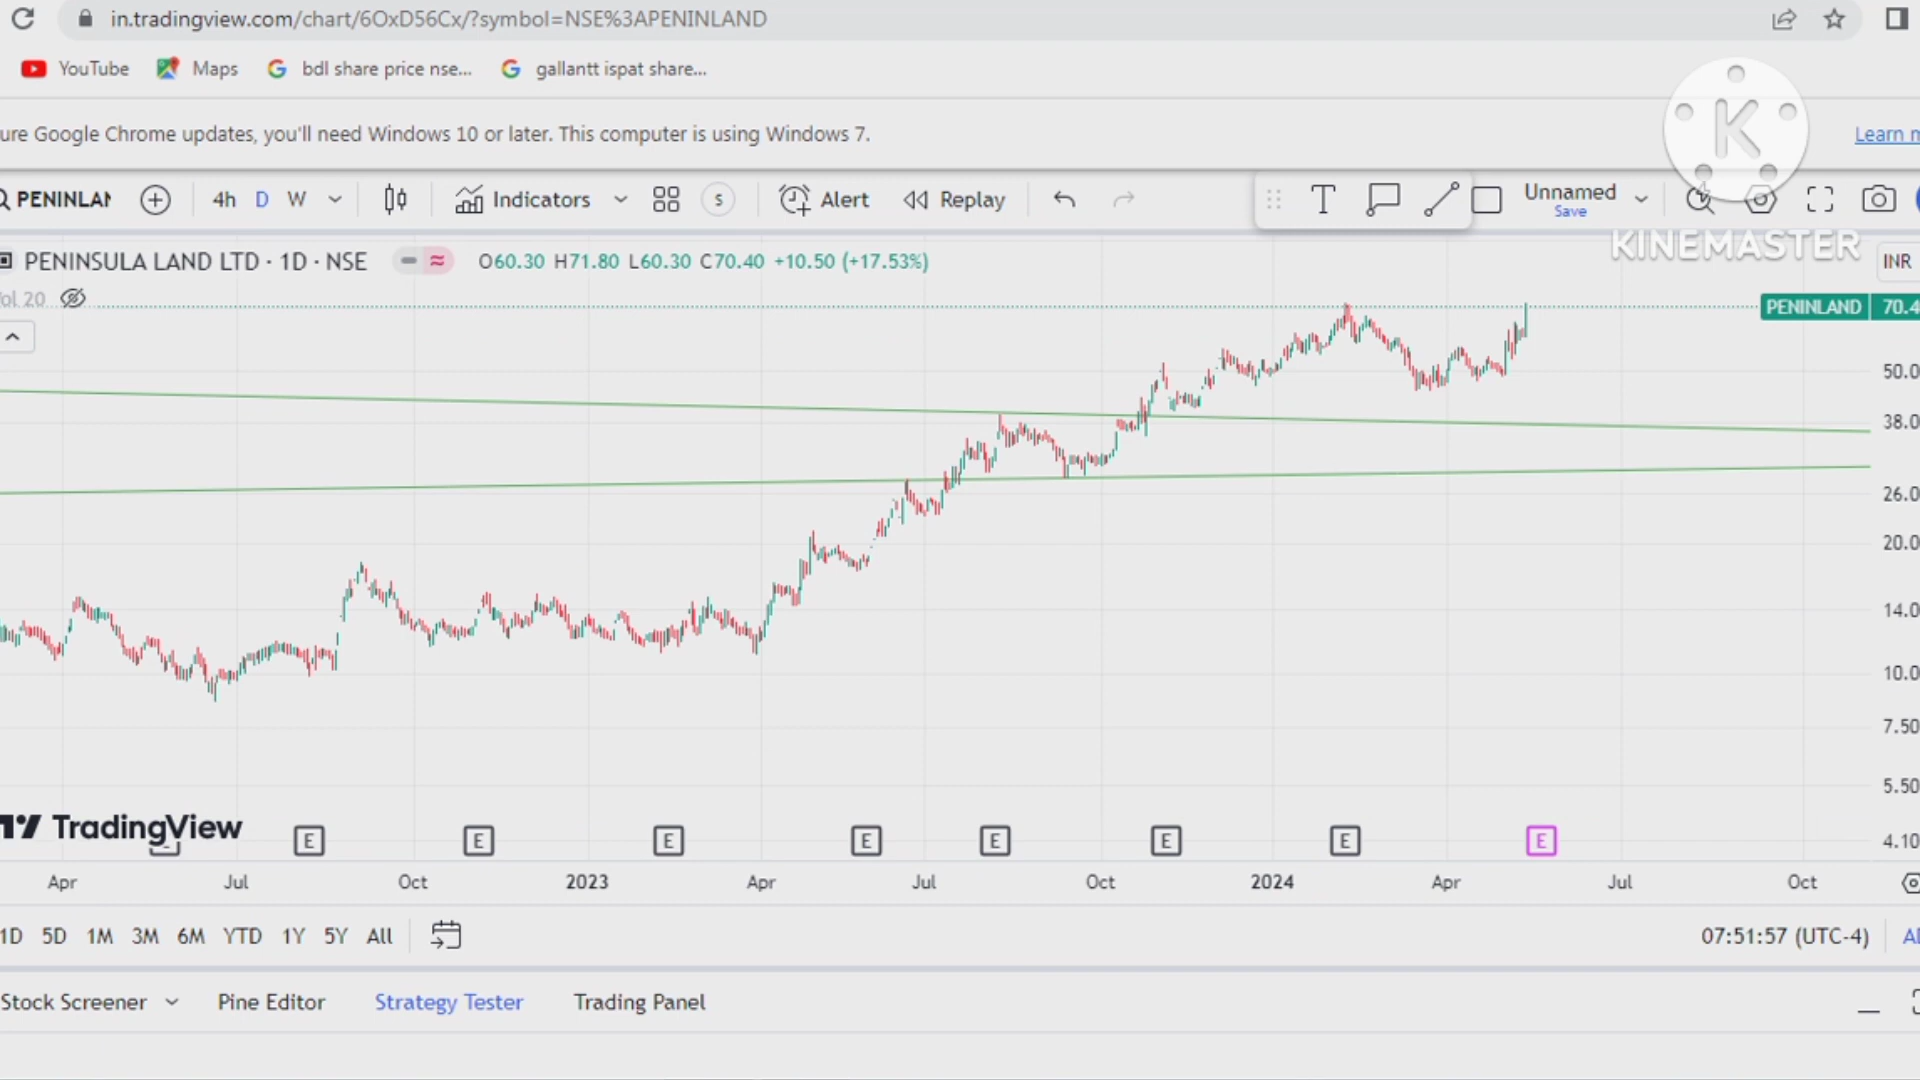 in.tradingview.com/chart/6OxD56Cx/?symbol=NSE%3APENINLAND
YouTube Maps bdl share price nse... gallantt ispat share...
ure Google Chrome updates, you'll need Windows 10 or later. This computer is using Windows 7. Learn m
K
KINEMASTER
PENINLAN 4h D W Indicators S Alert Replay T Unnamed
Save
PENINSULA LAND LTD · 1D · NSE O60.30 H71.80 L60.30 C70.40 +10.50 (+17.53%) INR
Vol 20
PENINLAND 70.4
50.0
38.0
26.0
20.0
14.0
10.0
7.50
5.50
4.10
TradingView
E E E E E E E E
Apr Jul Oct 2023 Apr Jul Oct 2024 Apr Jul Oct
1D 5D 1M 3M 6M YTD 1Y 5Y All 07:51:57 (UTC-4)
Stock Screener Pine Editor Strategy Tester Trading Panel